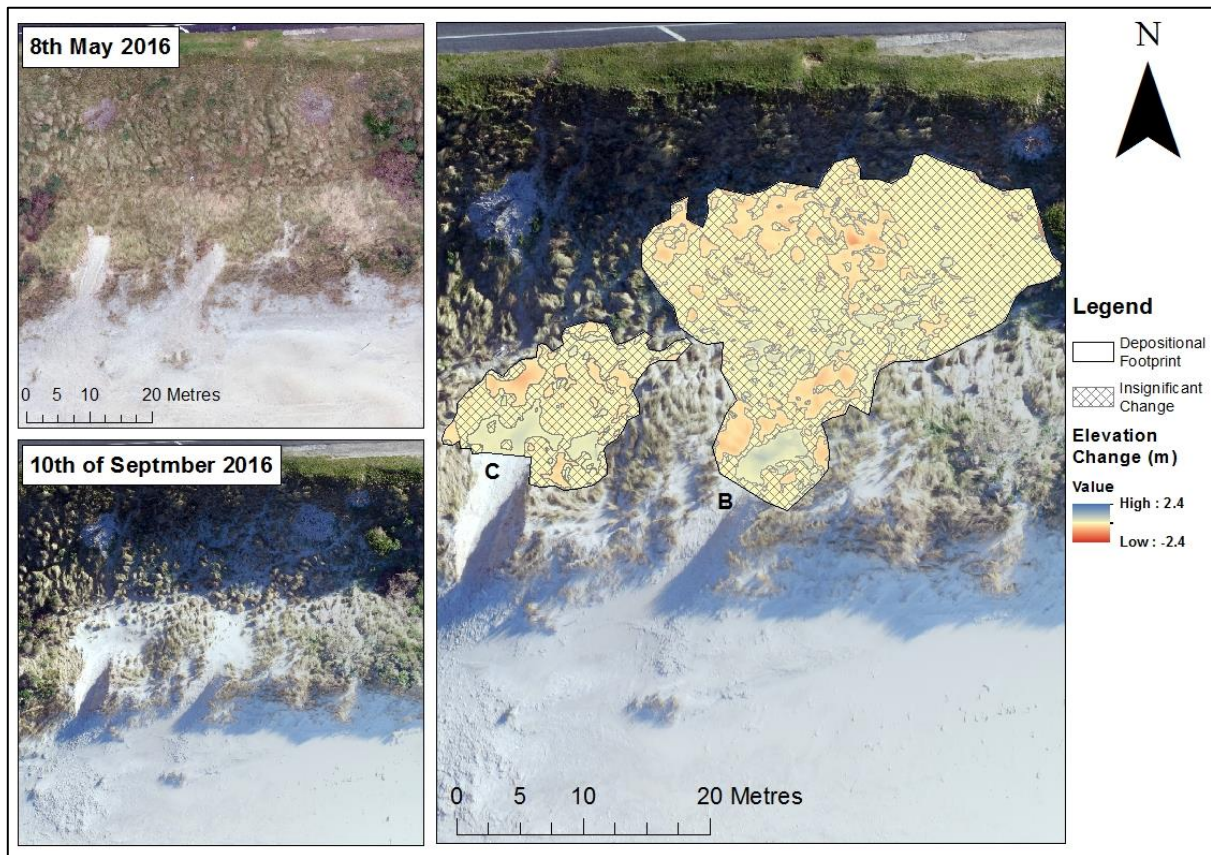 8th May 2016
0 5 10 20 Metres
10th of Septmber 2016
C
B
0 5 10 20 Metres
N
Legend
Depositional
Footprint
Insignificant
Change
Elevation
Change (m)
Value
High : 2.4
Low : -2.4